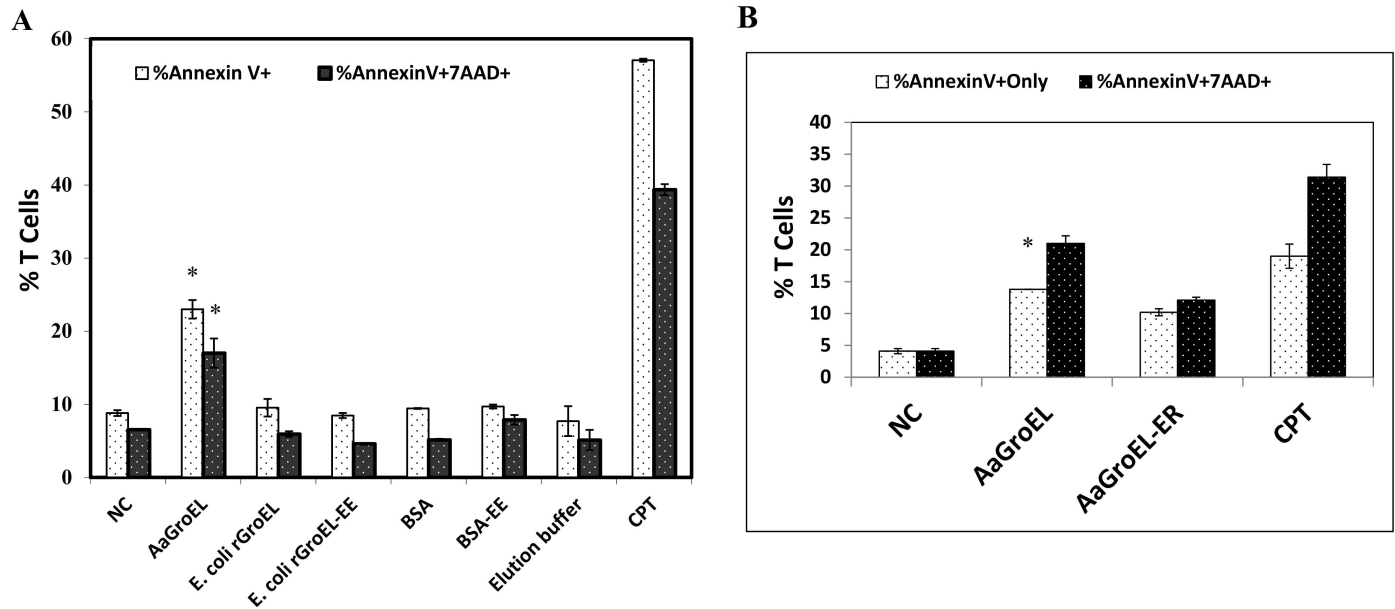 A
60
50
40
30
20
10
0
% T Cells
%Annexin V+ %AnnexinV+7AAD+
*
*
NC AaGroEL E. coli rGroEL E. coli rGroEL-EE BSA BSA-EE Elution buffer CPT
B
%AnnexinV+Only %AnnexinV+7AAD+
40
35
30
25
20
15
10
5
0
% T Cells
*
NC AaGroEL AaGroEL-ER CPT